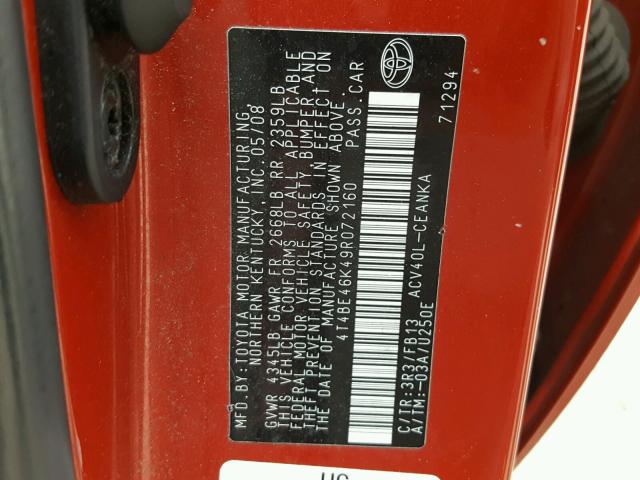 MFD.BY:TOYOTA MOTOR MANUFACTURING,
NORTHERN KENTUCKY, INC. 05/08
GVWR 4345LB GAWR FR 2668LB RR 2359LB
THIS VEHICLE CONFORMS TO ALL APPLICABLE
FEDERAL MOTOR VEHICLE SAFETY BUMPER AND
THEFT PREVENTION STANDARDS IN EFFECT ON
THE DATE OF MANUFACTURE SHOWN ABOVE.
4T4BE46K49R072160 PASS.CAR
C/TR:3R3/FB13 ACV40L-CEANKA
A/TM:-03A/U250E 71294